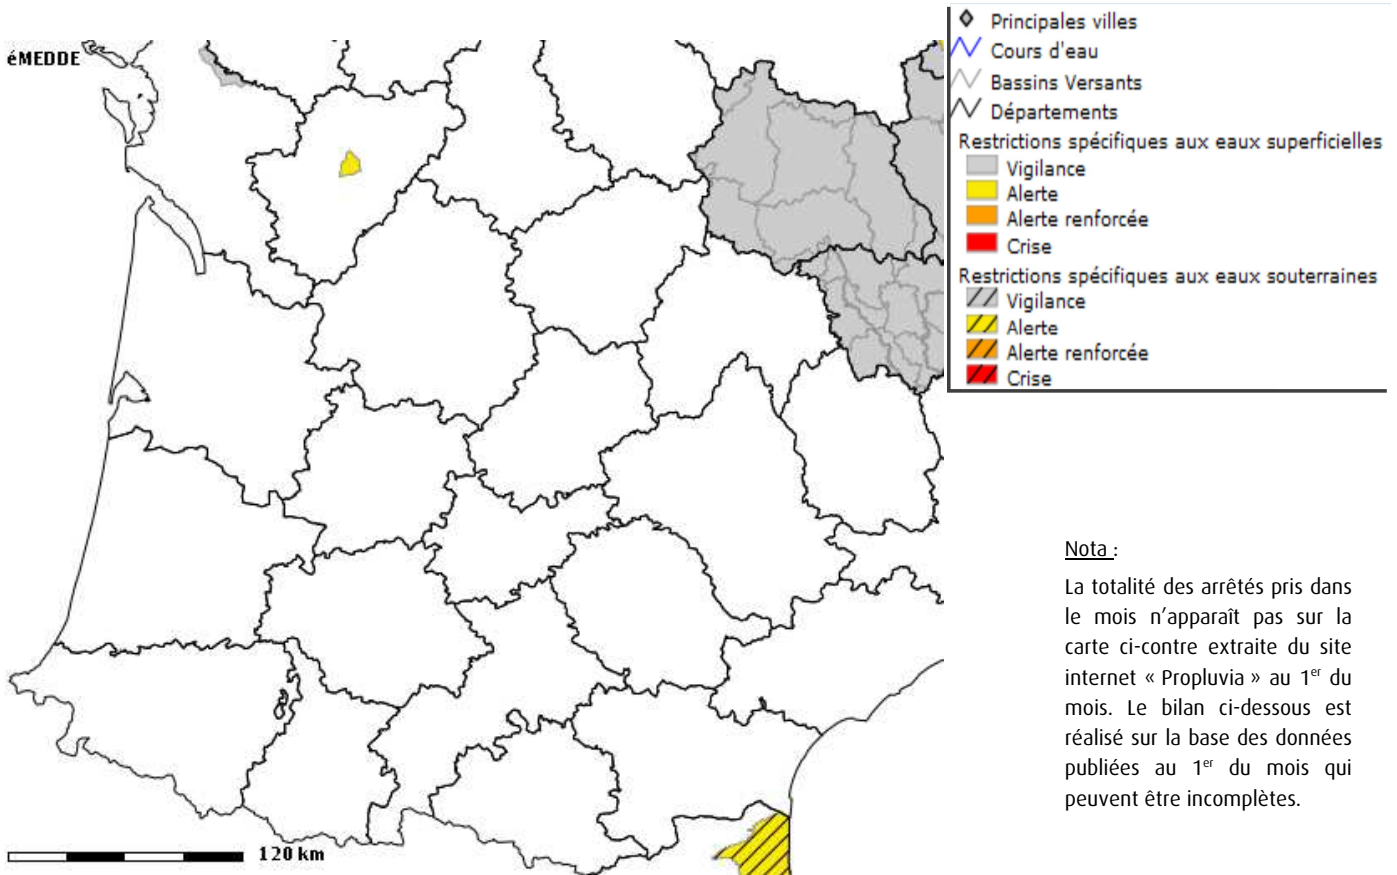 éMEDDE
Principales villes
Cours d'eau
Bassins Versants
Départements
Restrictions spécifiques aux eaux superficielles
Vigilance
Alerte
Alerte renforcée
Crise
Restrictions spécifiques aux eaux souterraines
Vigilance
Alerte
Alerte renforcée
Crise
Nota :
La totalité des arrêtés pris dans
le mois n'apparaît pas sur la
carte ci-contre extraite du site
internet « Propluvia » au 1er du
mois. Le bilan ci-dessous est
réalisé sur la base des données
publiées au 1er du mois qui
peuvent être incomplètes.
120 km